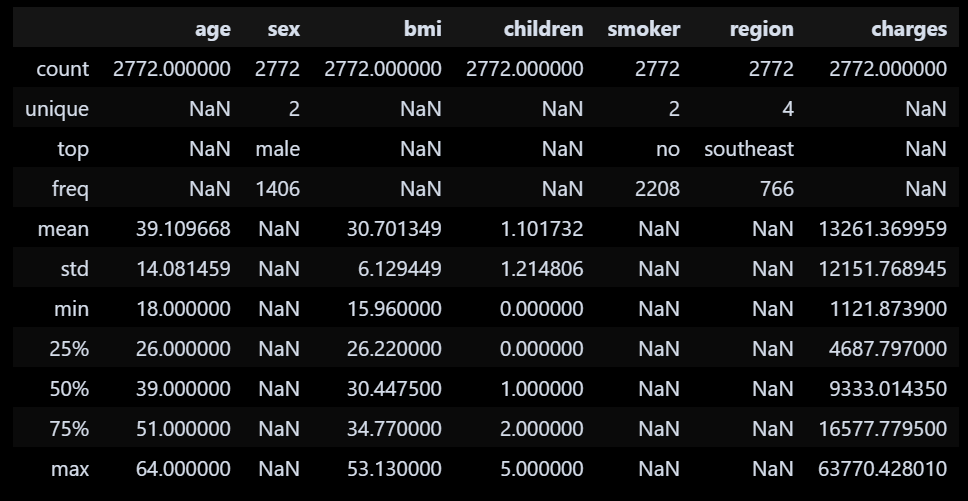 age sex bmi children smoker region charges
count 2772.000000 2772 2772.000000 2772.000000 2772 2772 2772.000000
unique NaN 2 NaN NaN 2 4 NaN
top NaN male NaN NaN no southeast NaN
freq NaN 1406 NaN NaN 2208 766 NaN
mean 39.109668 NaN 30.701349 1.101732 NaN NaN 13261.369959
std 14.081459 NaN 6.129449 1.214806 NaN NaN 12151.768945
min 18.000000 NaN 15.960000 0.000000 NaN NaN 1121.873900
25% 26.000000 NaN 26.220000 0.000000 NaN NaN 4687.797000
50% 39.000000 NaN 30.447500 1.000000 NaN NaN 9333.014350
75% 51.000000 NaN 34.770000 2.000000 NaN NaN 16577.779500
max 64.000000 NaN 53.130000 5.000000 NaN NaN 63770.428010